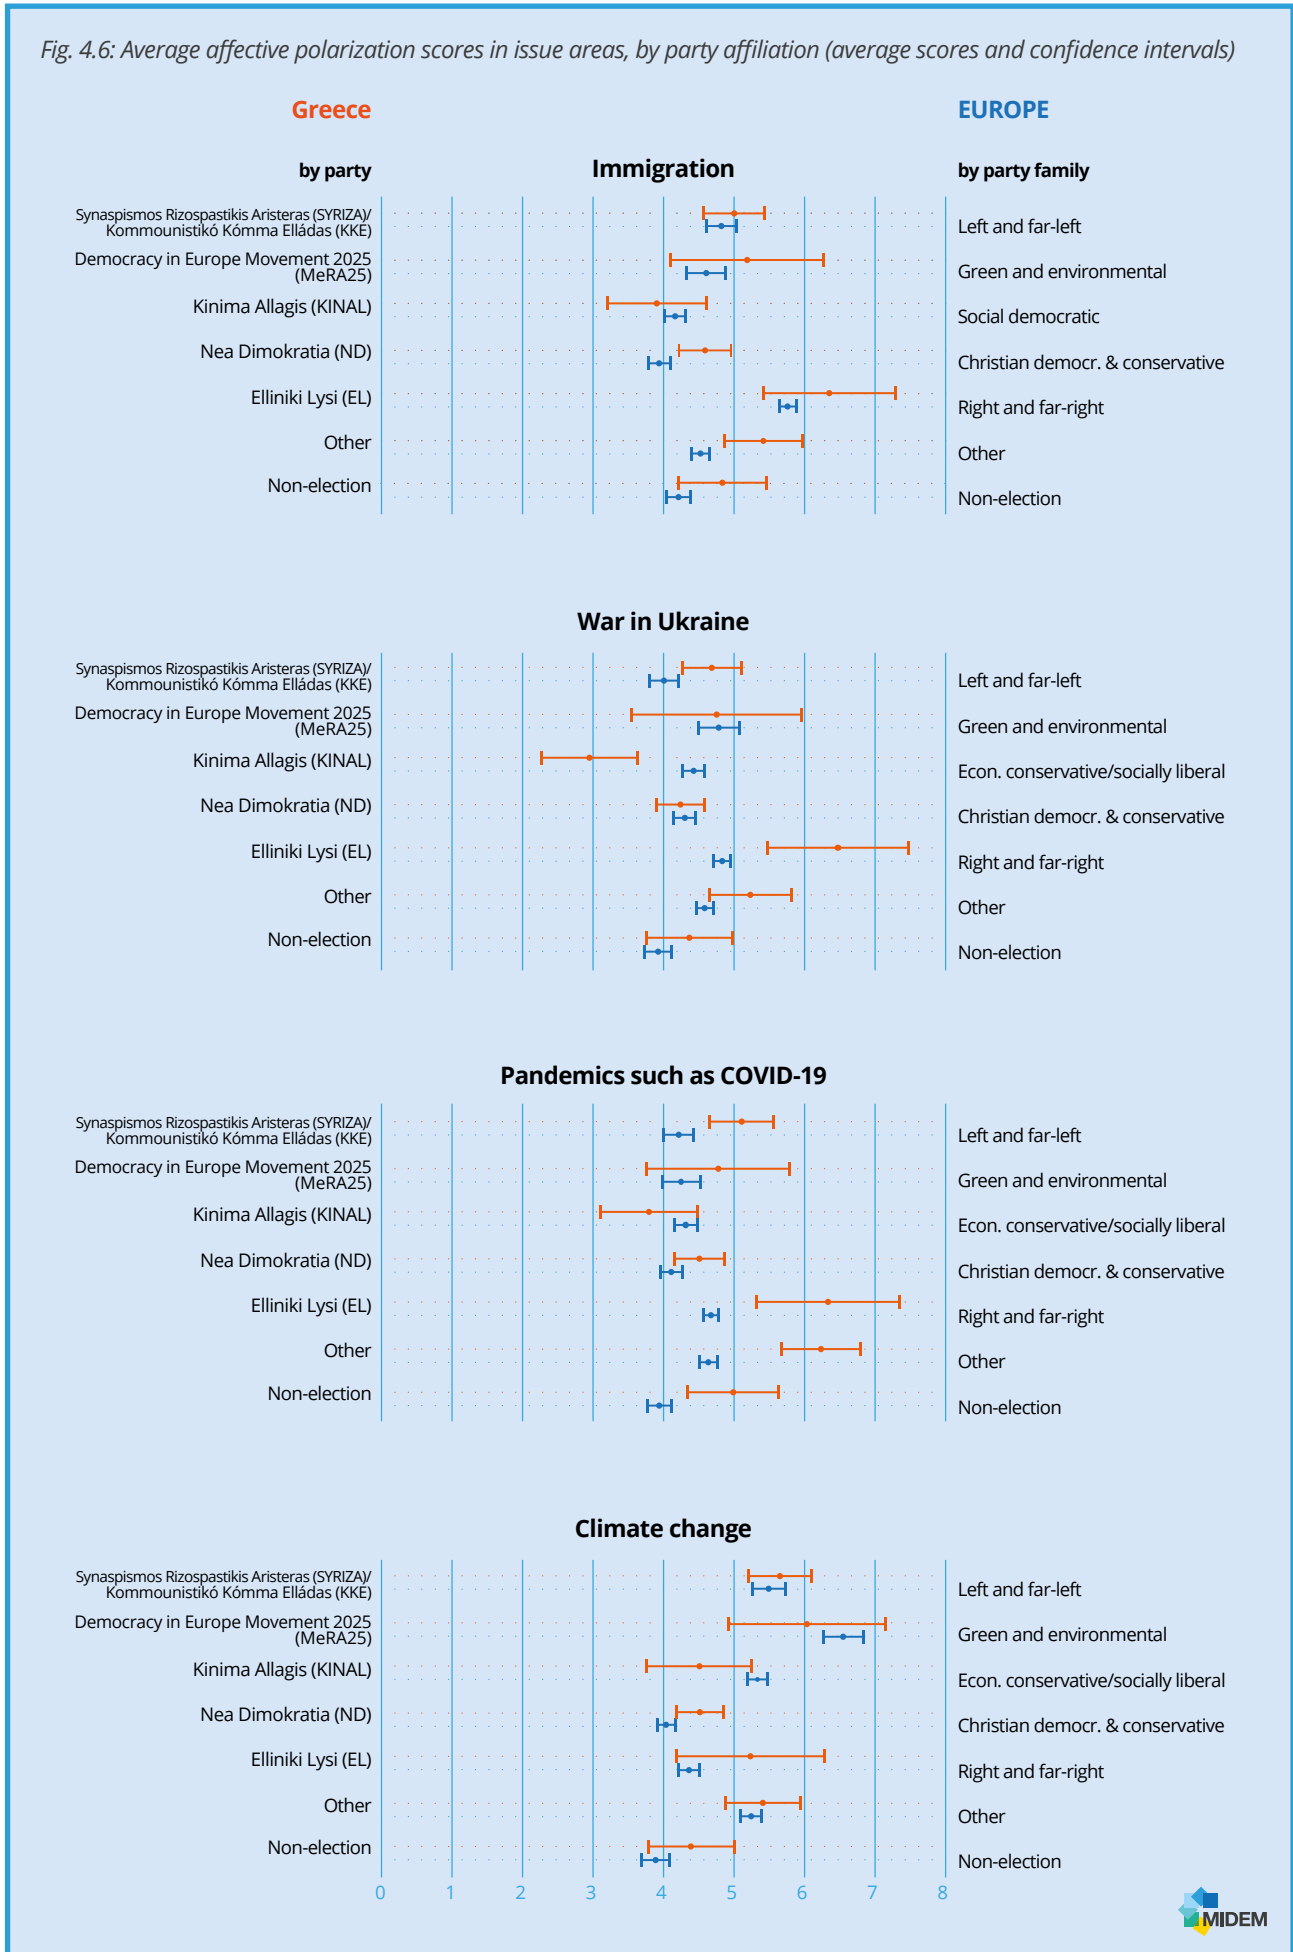 Fig. 4.6: Average affective polarization scores in issue areas, by party affiliation (average scores and confidence intervals)
Greece
EUROPE
by party
Immigration
by party family
Synaspismos Rizospastikis Aristeras (SYRIZA)/
Kommounistikó Kómma Elládas (KKE)
Left and far-left
Democracy in Europe Movement 2025
(MeRA25)
Green and environmental
Kinima Allagis (KINAL)
Social democratic
Nea Dimokratia (ND)
Christian democr. & conservative
Elliniki Lysi (EL)
Right and far-right
Other
Other
Non-election
Non-election
War in Ukraine
Synaspismos Rizospastikis Aristeras (SYRIZA)/
Kommounistikó Kómma Elládas (KKE)
Left and far-left
Democracy in Europe Movement 2025
(MeRA25)
Green and environmental
Kinima Allagis (KINAL)
Econ. conservative/socially liberal
Nea Dimokratia (ND)
Christian democr. & conservative
Elliniki Lysi (EL)
Right and far-right
Other
Other
Non-election
Non-election
Pandemics such as COVID-19
Synaspismos Rizospastikis Aristeras (SYRIZA)/
Kommounistikó Kómma Elládas (KKE)
Left and far-left
Democracy in Europe Movement 2025
(MeRA25)
Green and environmental
Kinima Allagis (KINAL)
Econ. conservative/socially liberal
Nea Dimokratia (ND)
Christian democr. & conservative
Elliniki Lysi (EL)
Right and far-right
Other
Other
Non-election
Non-election
Climate change
Synaspismos Rizospastikis Aristeras (SYRIZA)/
Kommounistikó Kómma Elládas (KKE)
Left and far-left
Democracy in Europe Movement 2025
(MeRA25)
Green and environmental
Kinima Allagis (KINAL)
Econ. conservative/socially liberal
Nea Dimokratia (ND)
Christian democr. & conservative
Elliniki Lysi (EL)
Right and far-right
Other
Other
Non-election
Non-election
0 1 2 3 4 5 6 7 8
MIDEM